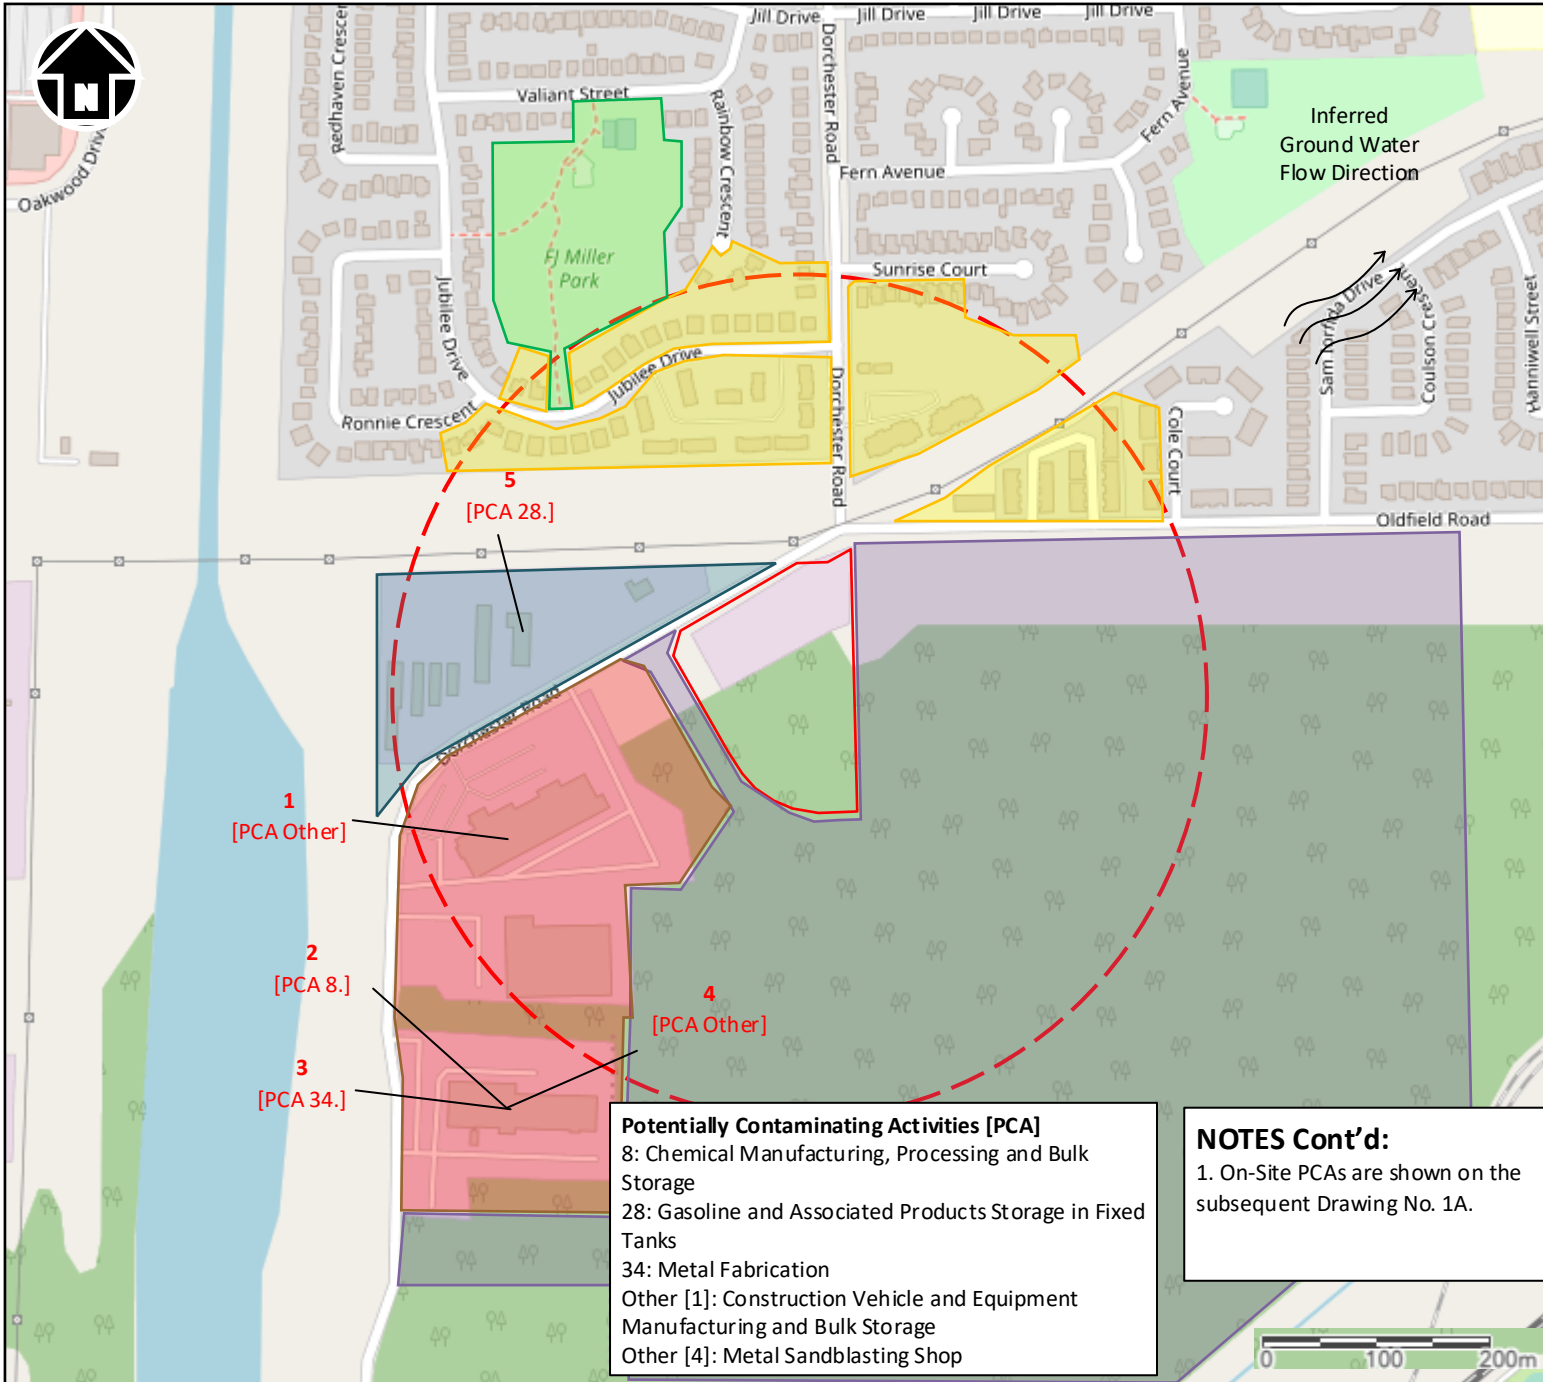 N
Jill Drive
Jill Drive
Jill Drive
Jill Drive
Redhaven Crescen
Valiant Street
Rainbow Crescent
Dorchester Road
Fern Avenue
Fern Avenue
Inferred
Ground Water
Flow Direction
Oakwood Drive
FJ Miller
Park
Sunrise Court
Jubilee Drive
Jubilee Drive
Ronnie Crescent
Dorchester Road
Cole Court
Sam Iorfida Drive
Coulson Crescent
Hanniwell Street
Oldfield Road
5
[PCA 28.]
Dorchester Road
1
[PCA Other]
2
[PCA 8.]
3
[PCA 34.]
4
[PCA Other]
Potentially Contaminating Activities [PCA]
8: Chemical Manufacturing, Processing and Bulk
Storage
28: Gasoline and Associated Products Storage in Fixed
Tanks
34: Metal Fabrication
Other [1]: Construction Vehicle and Equipment
Manufacturing and Bulk Storage
Other [4]: Metal Sandblasting Shop
NOTES Cont’d:
1. On-Site PCAs are shown on the
subsequent Drawing No. 1A.
0 100 200m